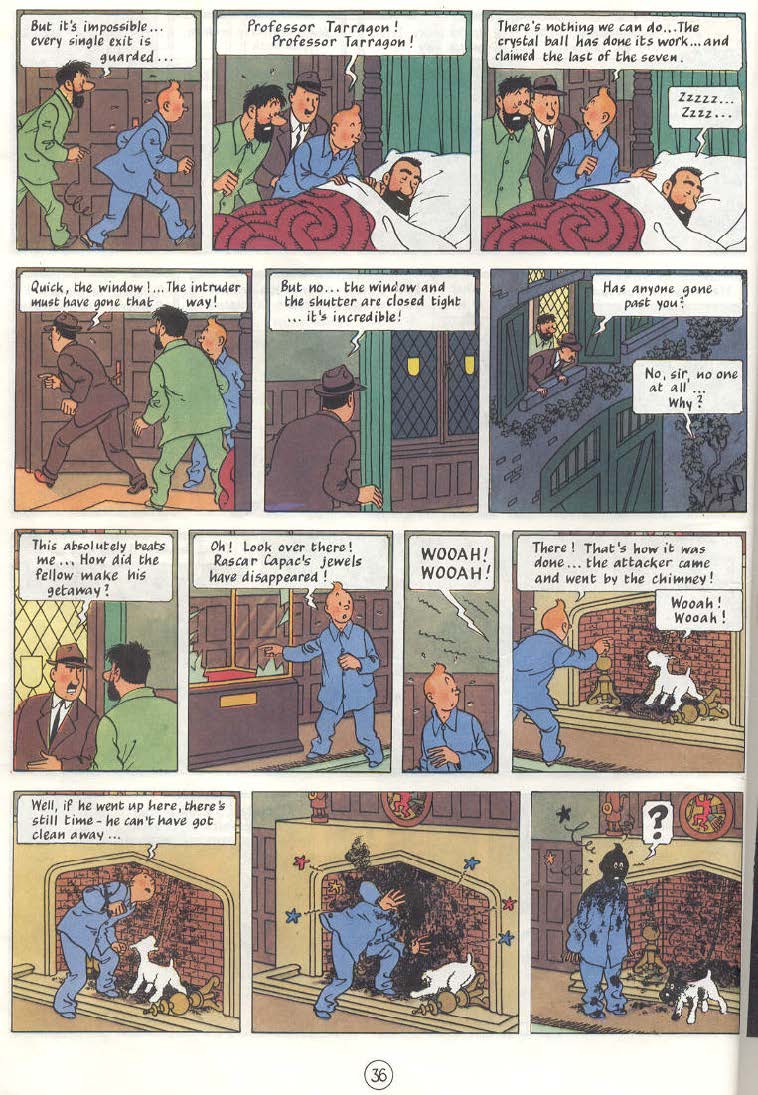 But it's impossible...
every single exit is
guarded...
Professor Tarragon!
Professor Tarragon!
There's nothing we can do...The
crystal ball has done its work...and
claimed the last of the seven.
Zzzzz...
Zzzz...
Quick, the window!...The intruder
must have gone that way!
But no... the window and
the shutter are closed tight
... it's incredible!
Has anyone gone
past you?
No, sir, no one
at all...
Why?
This absolutely beats
me... How did the
fellow make his
getaway?
Oh! Look over there!
Rascar Capac's jewels
have disappeared!
WOOAH!
WOOAH!
There! That's how it was
done... the attacker came
and went by the chimney!
Wooah!
Wooah!
Well, if he went up here, there's
still time - he can't have got
clean away...
?
36